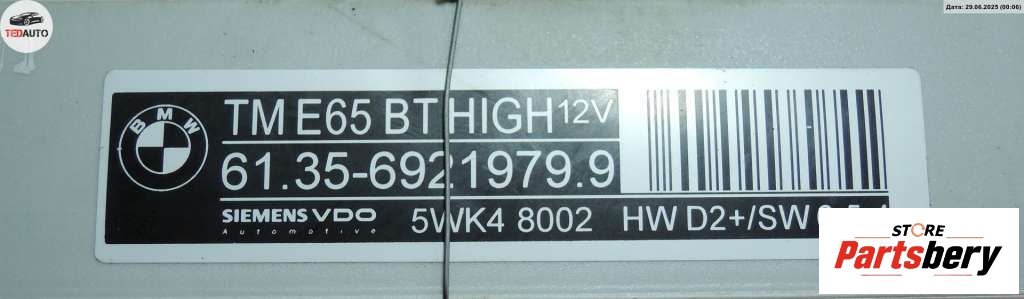 TEDAUTO
Дата: 29.06.2025 (00:06)
BMW
TM E65 BT HIGH 12V
61.35-6921979.9
SIEMENS VDO
Automotive
5WK4 8002
HW D2+/SW
STORE
Partsbery